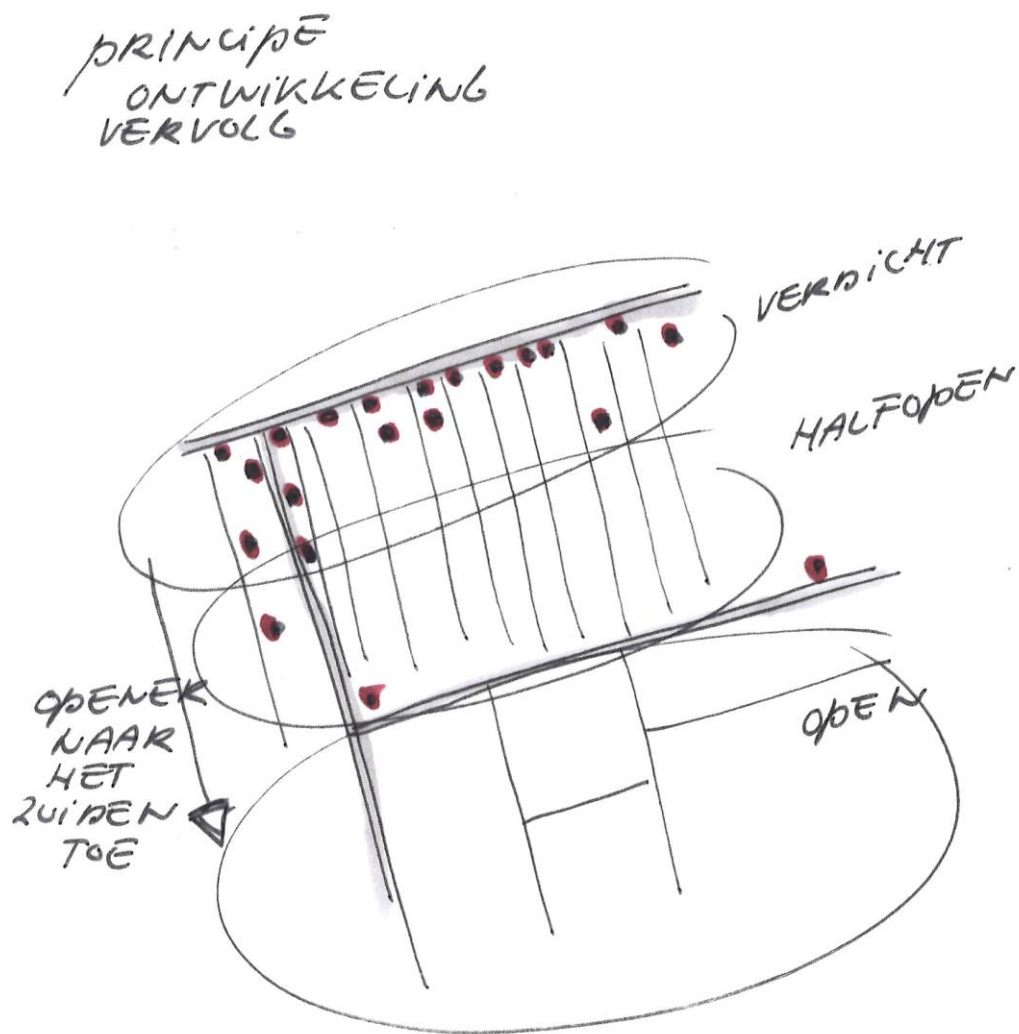 PRINCIPE
ONTWIKKELING
VERVOLG
VERDICHT
HALFOPEN
OPENER
NAAR
HET
ZUIDEN
TOE
OPEN